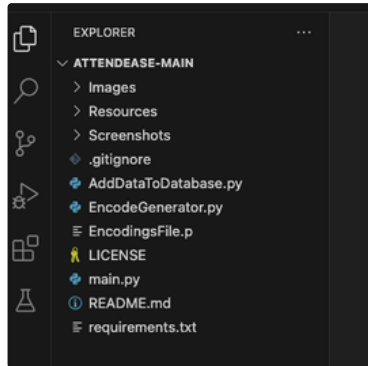 EXPLORER ...
ATTENDEASE-MAIN
Images
Resources
Screenshots
.gitignore
AddDataToDatabase.py
EncodeGenerator.py
EncodingsFile.p
LICENSE
main.py
README.md
requirements.txt